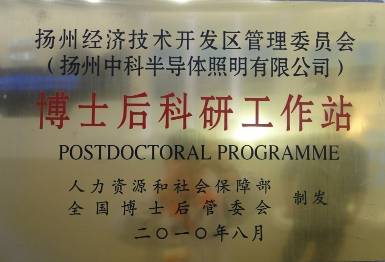 扬州经济技术开发区管理委员会
（扬州中科半导体照明有限公司）
博士后科研工作站
POSTDOCTORAL PROGRAMME
人力资源和社会保障部
全国博士后管委会 制发
二〇一〇年八月